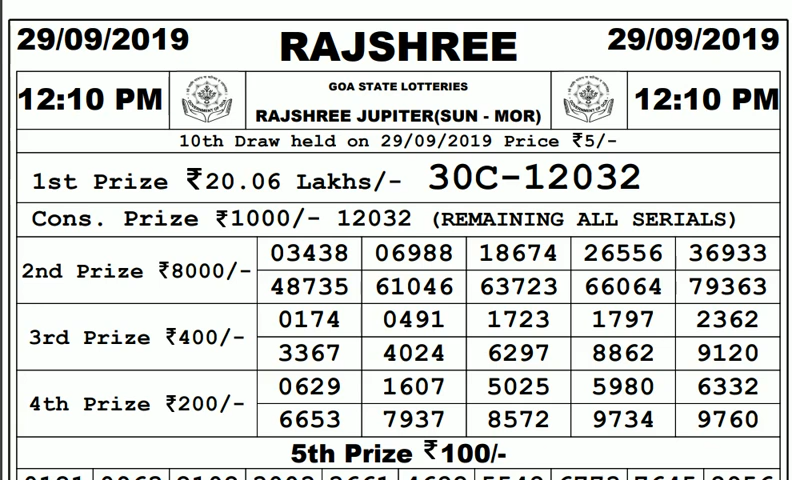 29/09/2019 RAJSHREE 29/09/2019
12:10 PM GOA STATE LOTTERIES 12:10 PM
RAJSHREE JUPITER(SUN - MOR)
10th Draw held on 29/09/2019 Price ₹5/-
1st Prize ₹20.06 Lakhs/- 30C-12032
Cons. Prize ₹1000/- 12032 (REMAINING ALL SERIALS)
2nd Prize ₹8000/-
03438 06988 18674 26556 36933
48735 61046 63723 66064 79363
3rd Prize ₹400/-
0174 0491 1723 1797 2362
3367 4024 6297 8862 9120
4th Prize ₹200/-
0629 1607 5025 5980 6332
6653 7937 8572 9734 9760
5th Prize ₹100/-